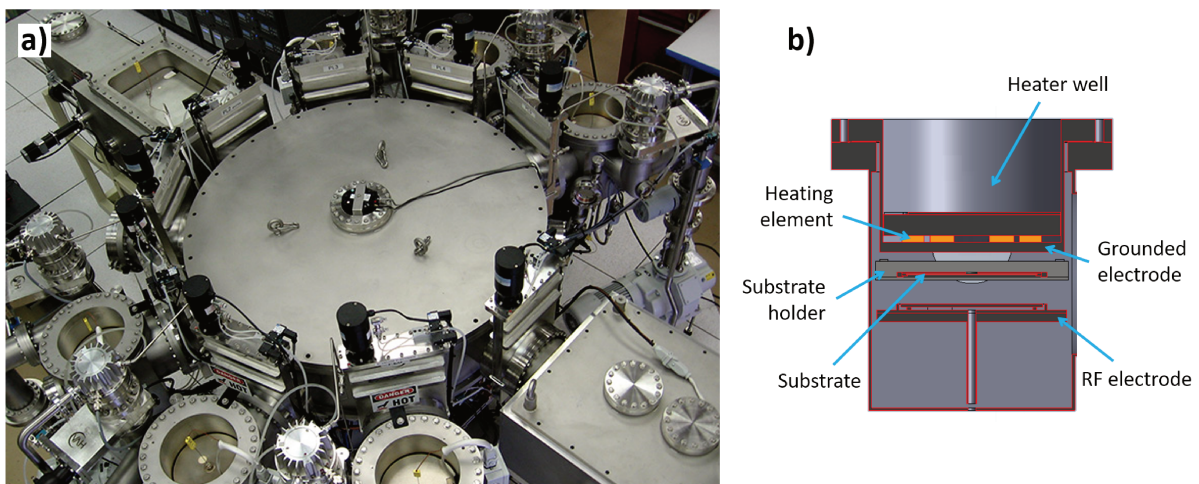 a)
DANGER
HOT
DANGER
HOT
b)
Heater well
Heating
element
Grounded
electrode
Substrate
holder
Substrate
RF electrode